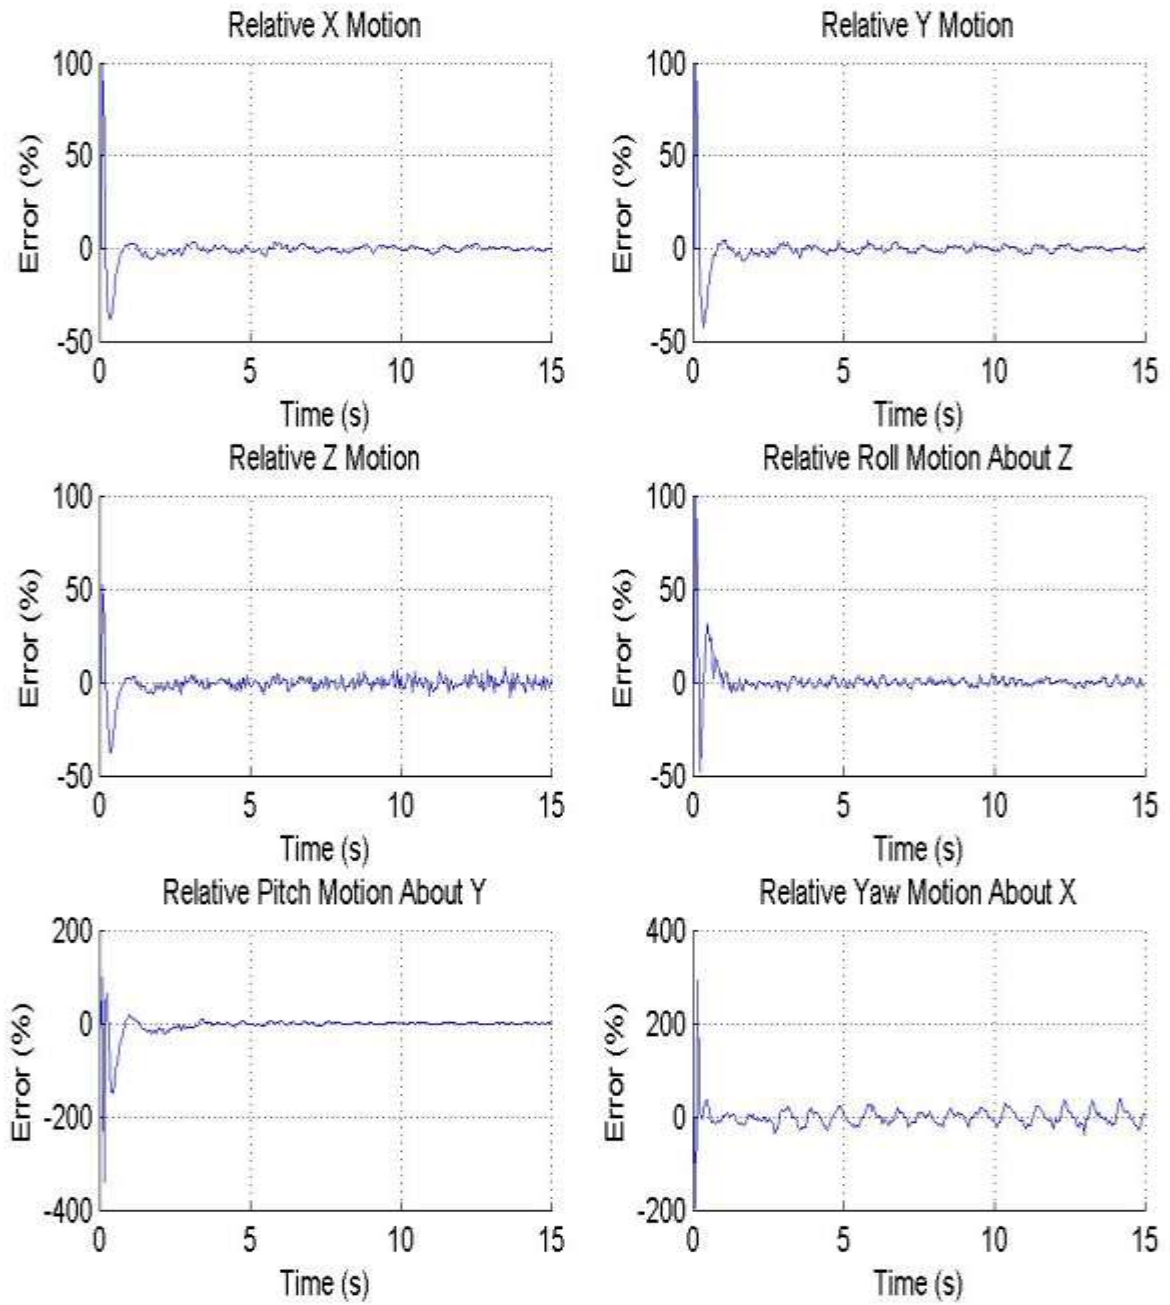 Relative X Motion
100
50
0
-50
Error (%)
0 5 10 15
Time (s)
Relative Y Motion
100
50
0
-50
Error (%)
0 5 10 15
Time (s)
Relative Z Motion
100
50
0
-50
Error (%)
0 5 10 15
Time (s)
Relative Roll Motion About Z
100
50
0
-50
Error (%)
0 5 10 15
Time (s)
Relative Pitch Motion About Y
200
0
-200
-400
Error (%)
0 5 10 15
Time (s)
Relative Yaw Motion About X
400
200
0
-200
Error (%)
0 5 10 15
Time (s)